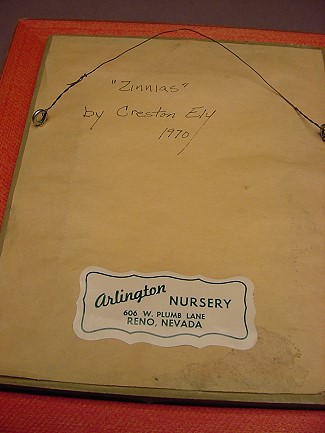 "Zinnias"
by Creston Ely
1970
Arlington NURSERY
606 W. PLUMB LANE
RENO, NEVADA